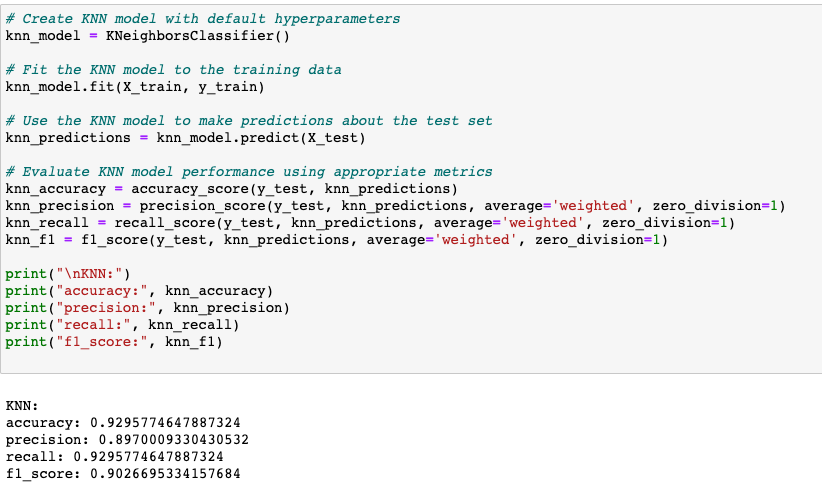 # Create KNN model with default hyperparameters
knn_model = KNeighborsClassifier()
# Fit the KNN model to the training data
knn_model.fit(X_train, y_train)
# Use the KNN model to make predictions about the test set
knn_predictions = knn_model.predict(X_test)
# Evaluate KNN model performance using appropriate metrics
knn_accuracy = accuracy_score(y_test, knn_predictions)
knn_precision = precision_score(y_test, knn_predictions, average='weighted', zero_division=1)
knn_recall = recall_score(y_test, knn_predictions, average='weighted', zero_division=1)
knn_f1 = f1_score(y_test, knn_predictions, average='weighted', zero_division=1)
print("\nKNN:")
print("accuracy:", knn_accuracy)
print("precision:", knn_precision)
print("recall:", knn_recall)
print("f1_score:", knn_f1)
KNN:
accuracy: 0.9295774647887324
precision: 0.8970009330430532
recall: 0.9295774647887324
f1_score: 0.9026695334157684